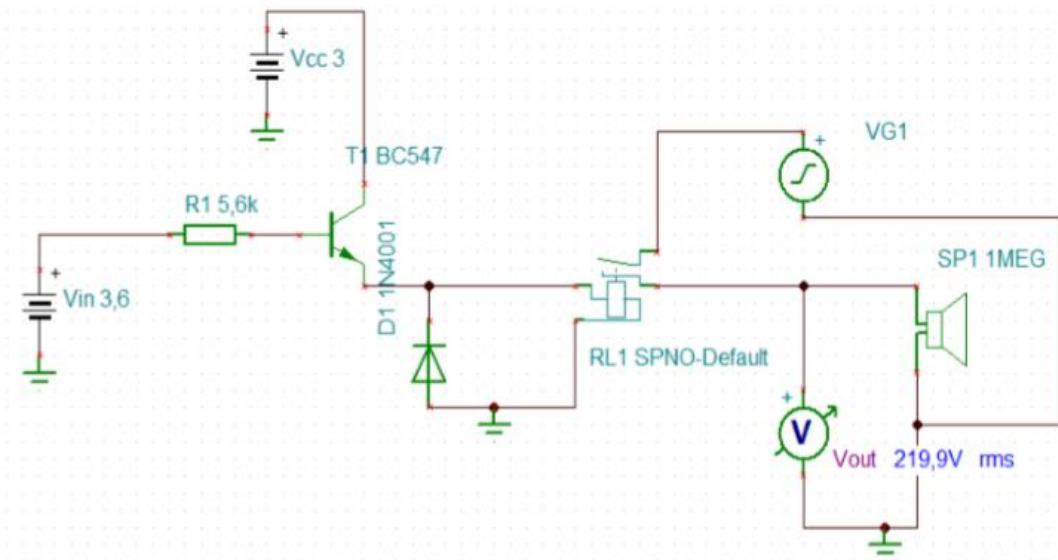 +
Vcc 3
T1 BC547
+
VG1
R1 5,6k
D1 1N4001
SP1 1MEG
+
Vin 3,6
RL1 SPNO-Default
+
V
Vout 219,9V rms